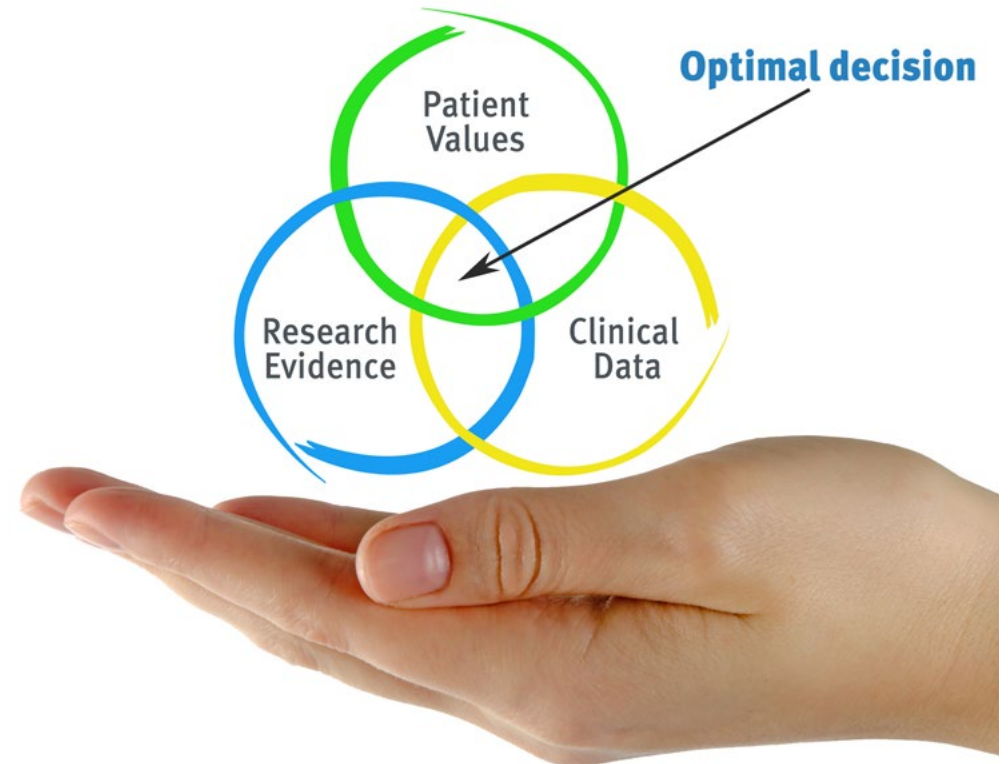 Optimal decision
Patient
Values
Research
Evidence
Clinical
Data